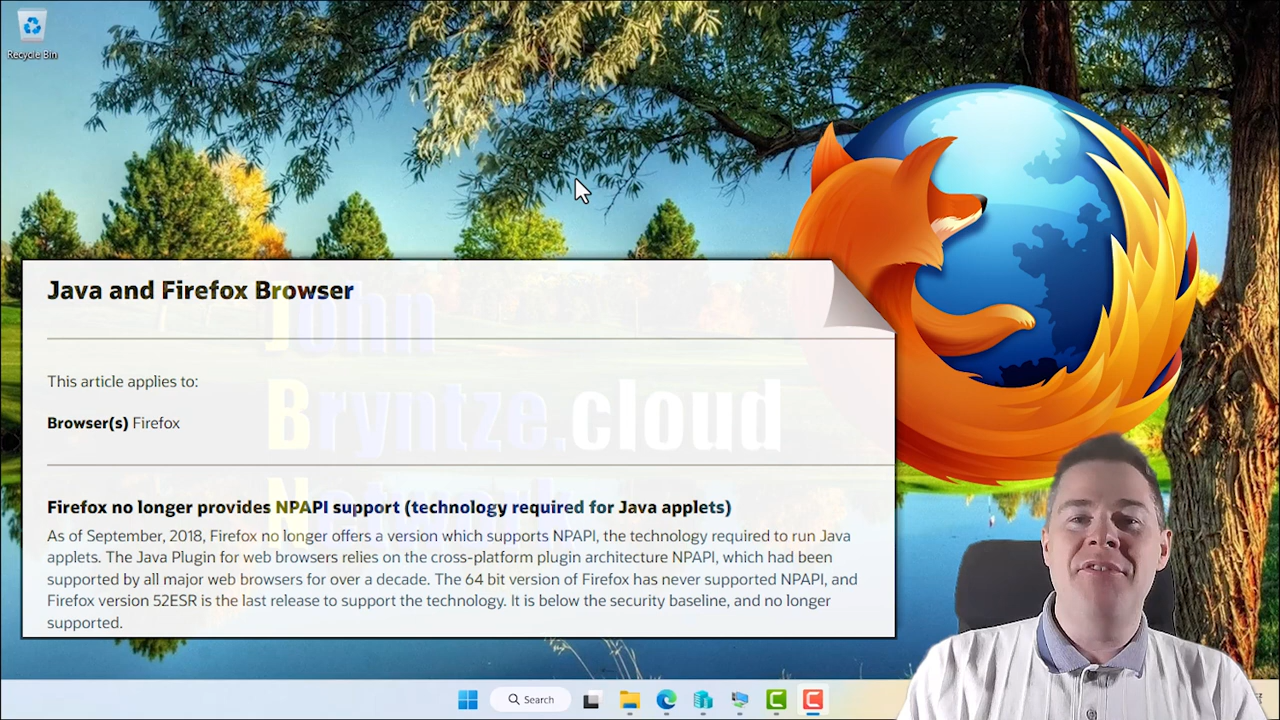 Recycle Bin
Java and Firefox Browser
John
This article applies to:
Browser(s) Firefox
Bryntze.cloud
Network
Firefox no longer provides NPAPI support (technology required for Java applets)
As of September, 2018, Firefox no longer offers a version which supports NPAPI, the technology required to run Java
applets. The Java Plugin for web browsers relies on the cross-platform plugin architecture NPAPI, which had been
supported by all major web browsers for over a decade. The 64 bit version of Firefox has never supported NPAPI, and
Firefox version 52ESR is the last release to support the technology. It is below the security baseline, and no longer
supported.
Search